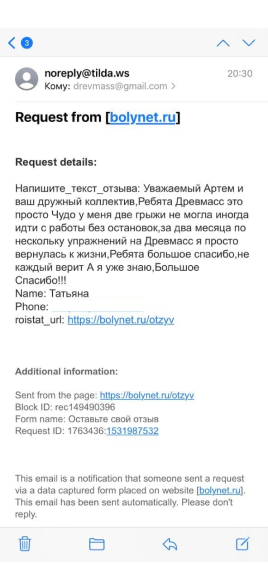 3
noreply@tilda.ws 20:30
Кому: drevmass@gmail.com >
Request from [bolynet.ru]
Request details:
Напишите_текст_отзыва: Уважаемый Артем и
ваш дружный коллектив,Ребята Древмасс это
просто Чудо у меня две грыжи не могла иногда
идти с работы без остановок,за два месяца по
нескольку упражнений на Древмасс я просто
вернулась к жизни,Ребята большое спасибо,не
каждый верит А я уже знаю,Большое
Спасибо!!!
Name: Татьяна
Phone:
roistat_url: https://bolynet.ru/otzyv
Additional information:
Sent from the page: https://bolynet.ru/otzyv
Block ID: rec149490396
Form name: Оставьте свой отзыв
Request ID: 1763436:1531987532
This email is a notification that someone sent a request
via a data captured form placed on website [bolynet.ru].
This email has been sent automatically. Please don't
reply.